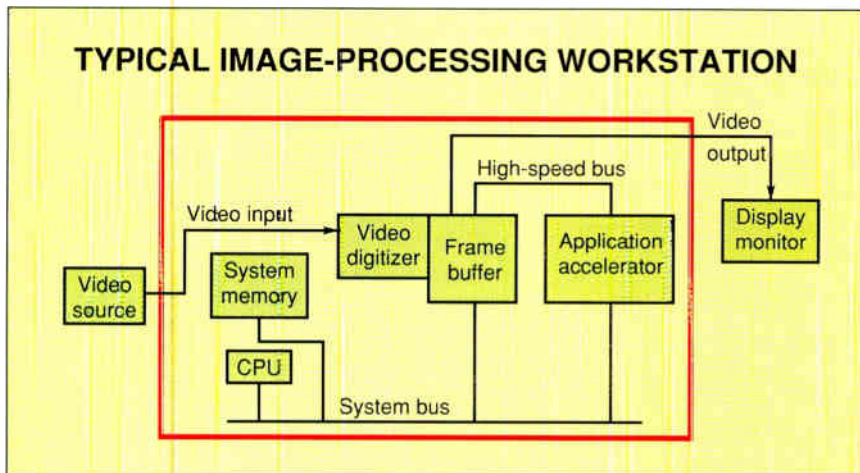 TYPICAL IMAGE-PROCESSING WORKSTATION
Video
output
High-speed bus
Video input
Video
digitizer
Frame
buffer
Application
accelerator
Display
monitor
System
memory
Video
source
CPU
System bus